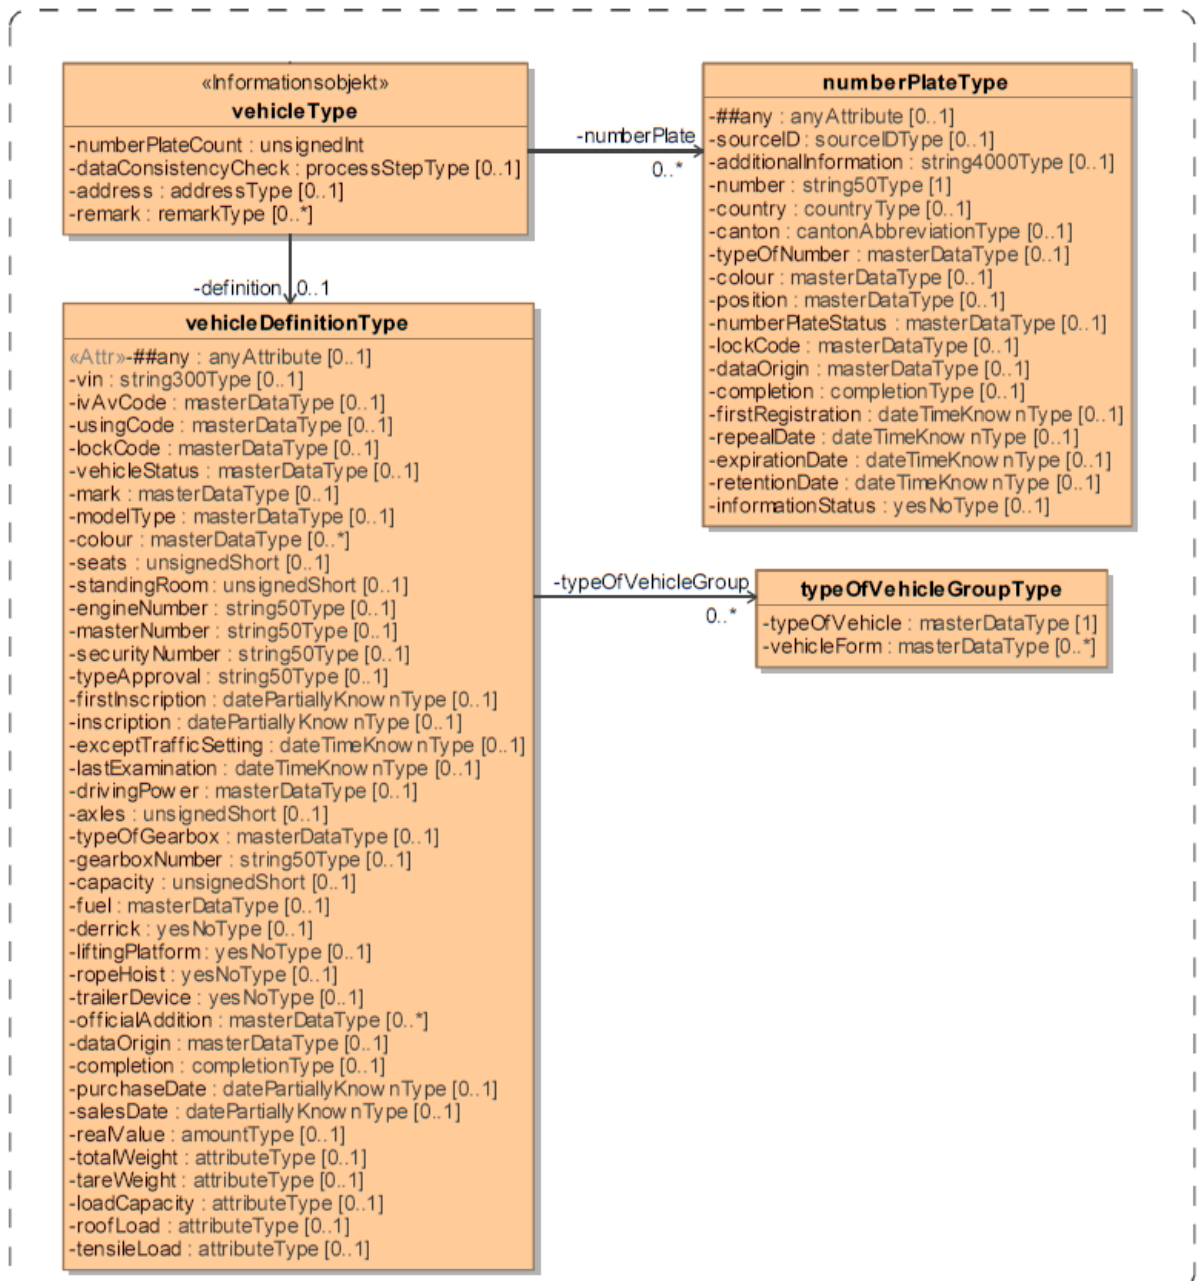 «Informationsobjekt»
vehicleType
-numberPlateCount : unsignedInt
-dataConsistencyCheck : processStepType [0..1]
-address : addressType [0..1]
-remark : remarkType [0..*]
-numberPlate
0..*
numberPlateType
-##any : anyAttribute [0..1]
-sourceID : sourceIDType [0..1]
-additionalInformation : string4000Type [0..1]
-number : string50Type [1]
-country : countryType [0..1]
-canton : cantonAbbreviationType [0..1]
-typeOfNumber : masterDataType [0..1]
-colour : masterDataType [0..1]
-position : masterDataType [0..1]
-numberPlateStatus : masterDataType [0..1]
-lockCode : masterDataType [0..1]
-dataOrigin : masterDataType [0..1]
-completion : completionType [0..1]
-firstRegistration : dateTimeKnownType [0..1]
-repealDate : dateTimeKnownType [0..1]
-expirationDate : dateTimeKnownType [0..1]
-retentionDate : dateTimeKnownType [0..1]
-informationStatus : yesNoType [0..1]
-definition 0..1
vehicleDefinitionType
«Attr»-##any : anyAttribute [0..1]
-vin : string300Type [0..1]
-ivAvCode : masterDataType [0..1]
-usingCode : masterDataType [0..1]
-lockCode : masterDataType [0..1]
-vehicleStatus : masterDataType [0..1]
-mark : masterDataType [0..1]
-modelType : masterDataType [0..1]
-colour : masterDataType [0..*]
-seats : unsignedShort [0..1]
-standingRoom : unsignedShort [0..1]
-engineNumber : string50Type [0..1]
-masterNumber : string50Type [0..1]
-securityNumber : string50Type [0..1]
-typeApproval : string50Type [0..1]
-firstInscription : datePartiallyKnownType [0..1]
-inscription : datePartiallyKnownType [0..1]
-exceptTrafficSetting : dateTimeKnownType [0..1]
-lastExamination : dateTimeKnownType [0..1]
-drivingPower : masterDataType [0..1]
-axles : unsignedShort [0..1]
-typeOfGearbox : masterDataType [0..1]
-gearboxNumber : string50Type [0..1]
-capacity : unsignedShort [0..1]
-fuel : masterDataType [0..1]
-derrick : yesNoType [0..1]
-liftingPlatform : yesNoType [0..1]
-ropeHoist : yesNoType [0..1]
-trailerDevice : yesNoType [0..1]
-officialAddition : masterDataType [0..*]
-dataOrigin : masterDataType [0..1]
-completion : completionType [0..1]
-purchaseDate : datePartiallyKnownType [0..1]
-salesDate : datePartiallyKnownType [0..1]
-realValue : amountType [0..1]
-totalWeight : attributeType [0..1]
-tareWeight : attributeType [0..1]
-loadCapacity : attributeType [0..1]
-roofLoad : attributeType [0..1]
-tensileLoad : attributeType [0..1]
-typeOfVehicleGroup
0..*
typeOfVehicleGroupType
-typeOfVehicle : masterDataType [1]
-vehicleForm : masterDataType [0..*]